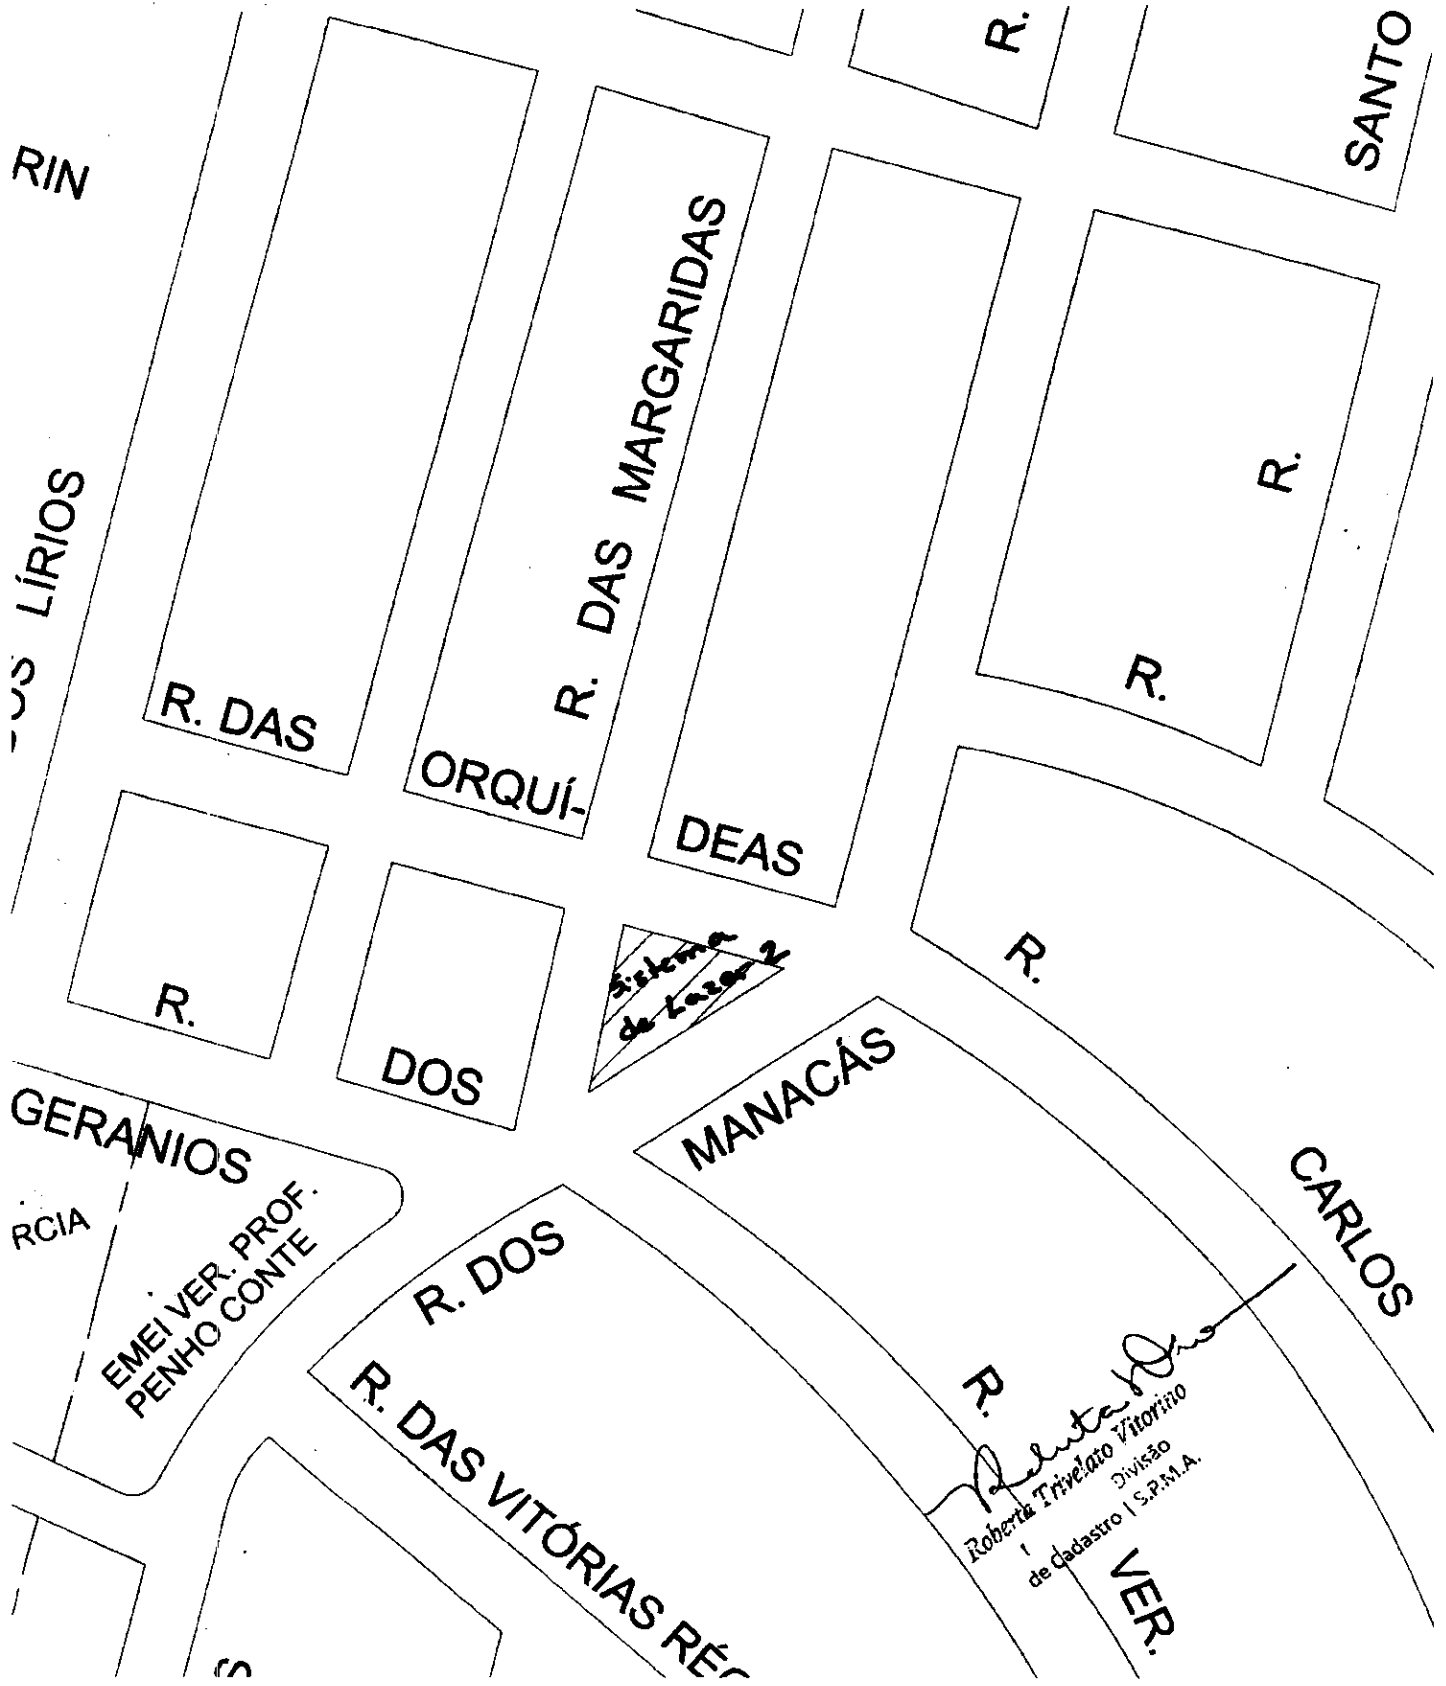 R.
SANTO
RIN
R. DAS MARGARIDAS
LÍRIOS
R.
R.
R. DAS
ORQUÍ-
DEAS
Sistema
de Lazer 2
R.
R.
DOS
MANACÁS
GERANIOS
RCIA
EMEI VER. PROF.
PENHO CONTE
CARLOS
R. DOS
R. DAS VITÓRIAS RÉG
R.
Roberta Trivelato Vitorino
Divisão
de Cadastro | S.P.M.A.
VER.
S